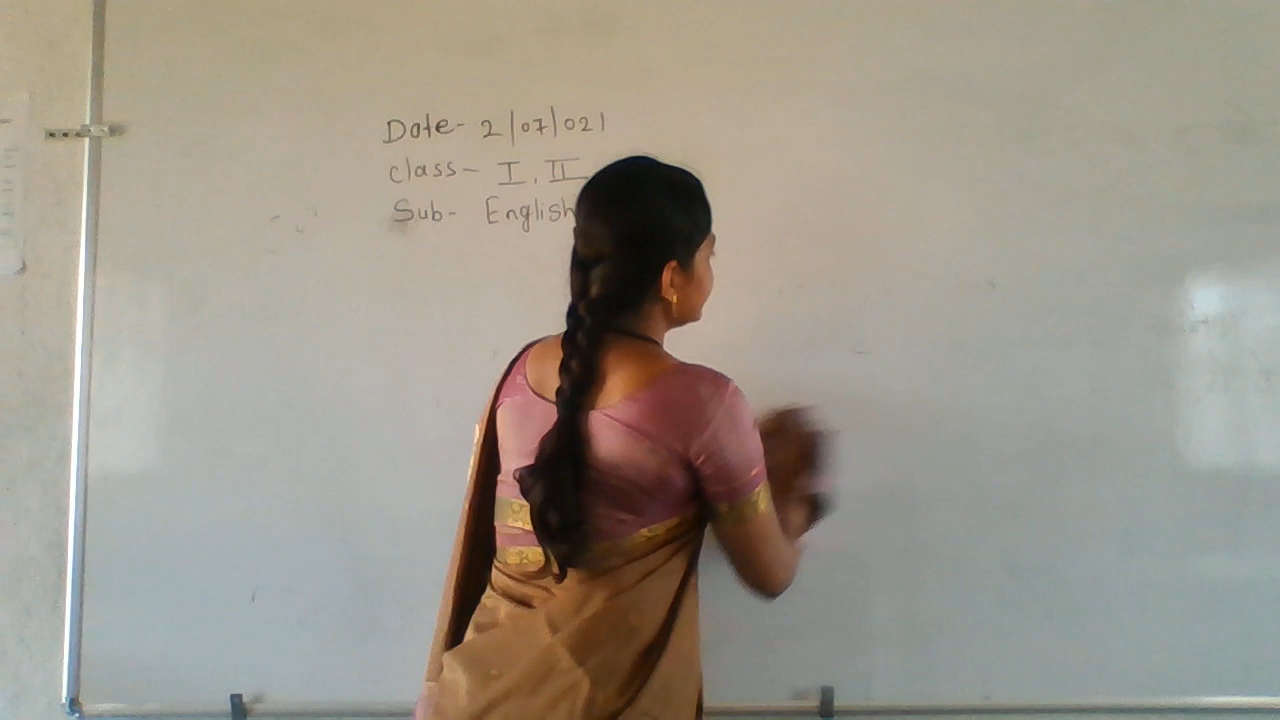 Date- 2/07/021
class- I, II
Sub- English